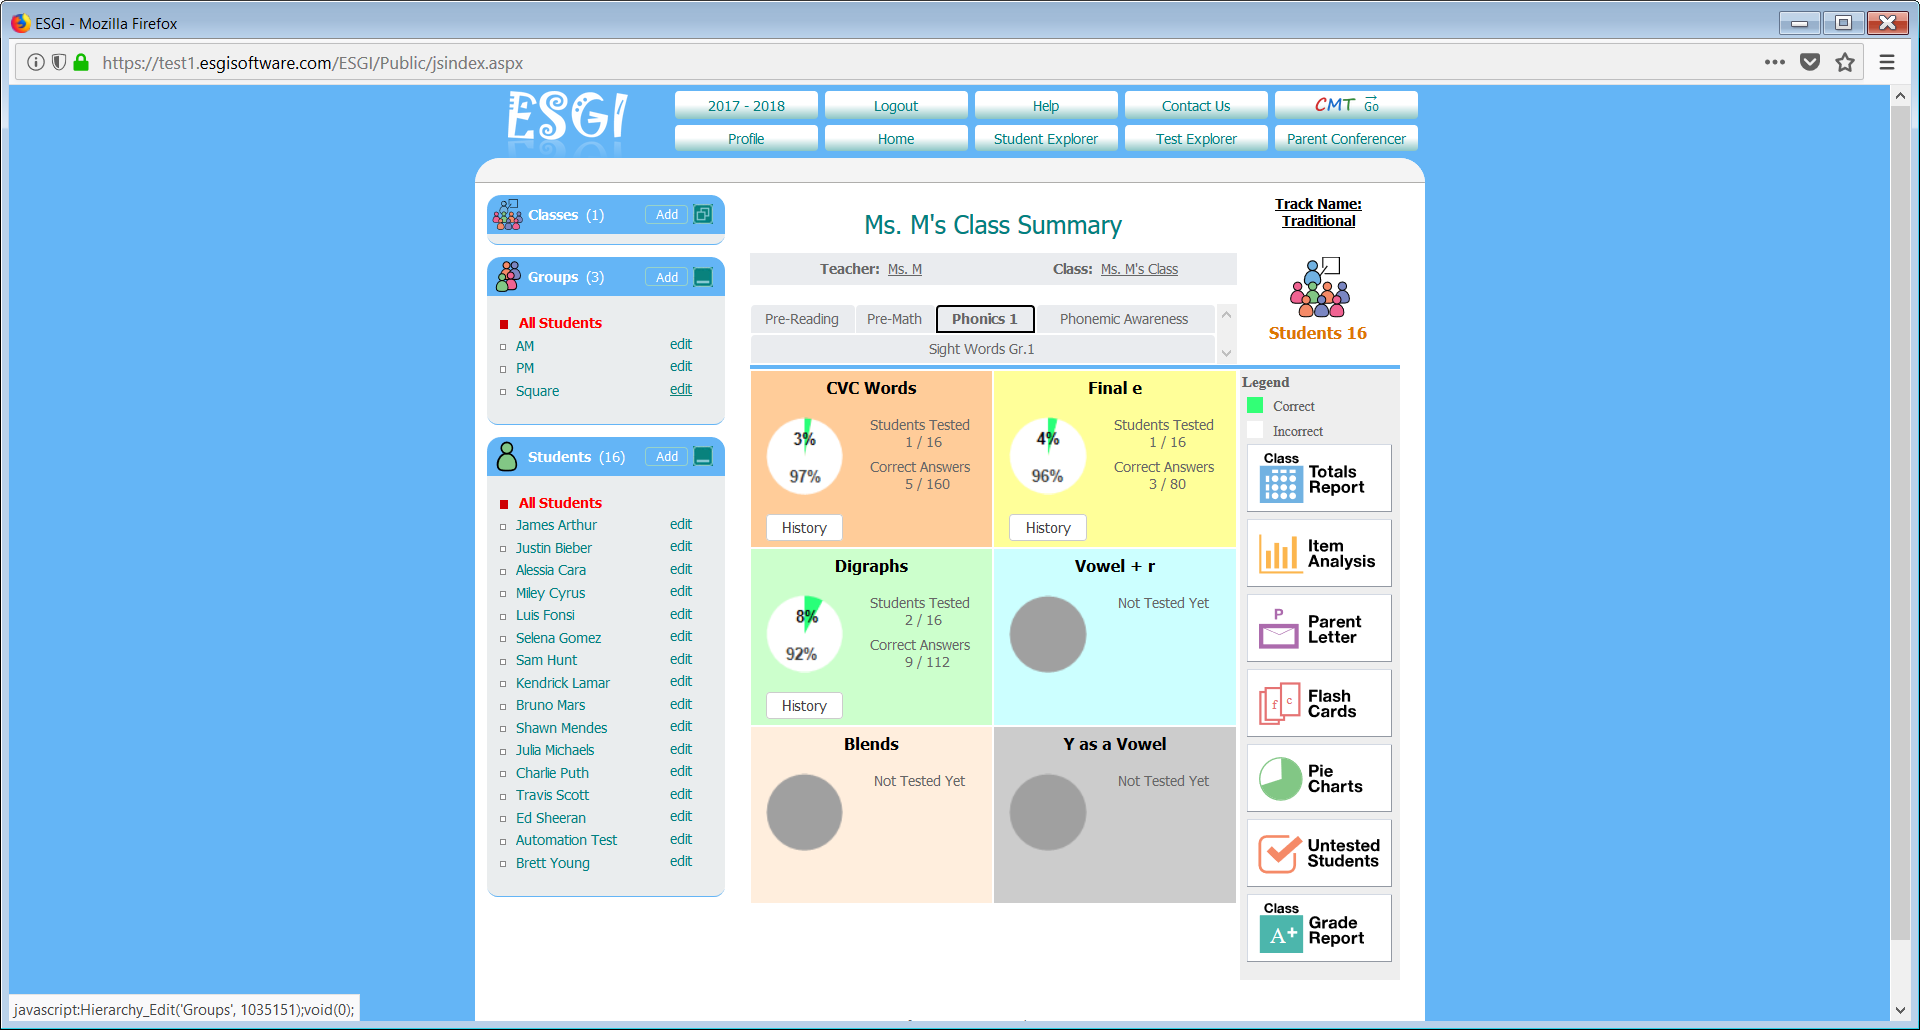 ESGI - Mozilla Firefox
https://test1.esgisoftware.com/ESGI/Public/jsindex.aspx
ESGI
2017 - 2018
Logout
Help
Contact Us
CMT Go
Profile
Home
Student Explorer
Test Explorer
Parent Conferencer
Classes (1)
Add
Groups (3)
Add
All Students
AM edit
PM edit
Square edit
Students (16)
Add
All Students
James Arthur edit
Justin Bieber edit
Alessia Cara edit
Miley Cyrus edit
Luis Fonsi edit
Selena Gomez edit
Sam Hunt edit
Kendrick Lamar edit
Bruno Mars edit
Shawn Mendes edit
Julia Michaels edit
Charlie Puth edit
Travis Scott edit
Ed Sheeran edit
Automation Test edit
Brett Young edit
Ms. M's Class Summary
Teacher: Ms. M
Class: Ms. M's Class
Pre-Reading
Pre-Math
Phonics 1
Phonemic Awareness
Sight Words Gr.1
CVC Words
3%
97%
Students Tested
1 / 16
Correct Answers
5 / 160
History
Final e
4%
96%
Students Tested
1 / 16
Correct Answers
3 / 80
History
Digraphs
8%
92%
Students Tested
2 / 16
Correct Answers
9 / 112
History
Vowel + r
Not Tested Yet
Blends
Not Tested Yet
Y as a Vowel
Not Tested Yet
Track Name:
Traditional
Students 16
Legend
Correct
Incorrect
Class
Totals
Report
Item
Analysis
P
Parent
Letter
f c
Flash
Cards
Pie
Charts
Untested
Students
Class
A+
Grade
Report
javascript:Hierarchy_Edit('Groups', 1035151);void(0);